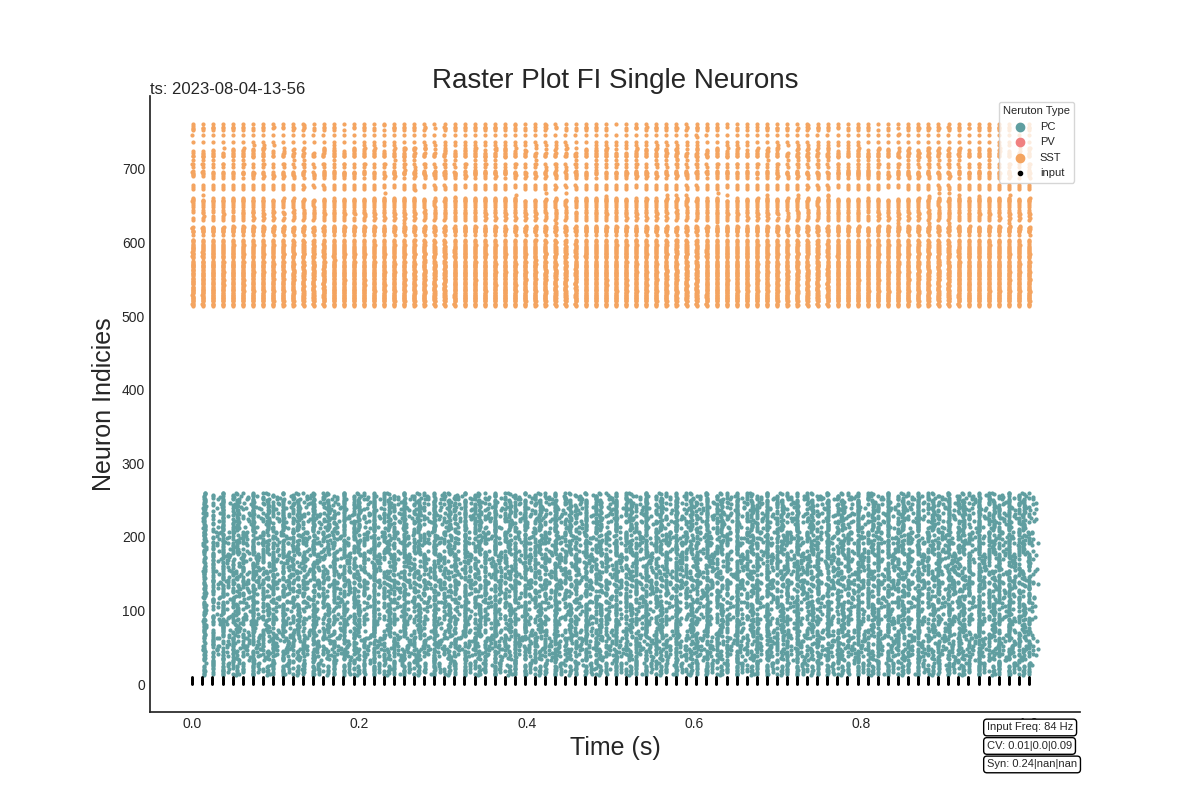 Raster Plot FI Single Neurons
ts: 2023-08-04-13-56
Neruton Type
PC
PV
SST
input
700
600
500
400
300
200
100
0
Neuron Indicies
0.0 0.2 0.4 0.6 0.8
Time (s)
Input Freq: 84 Hz
CV: 0.01|0.0|0.09
Syn: 0.24|nan|nan